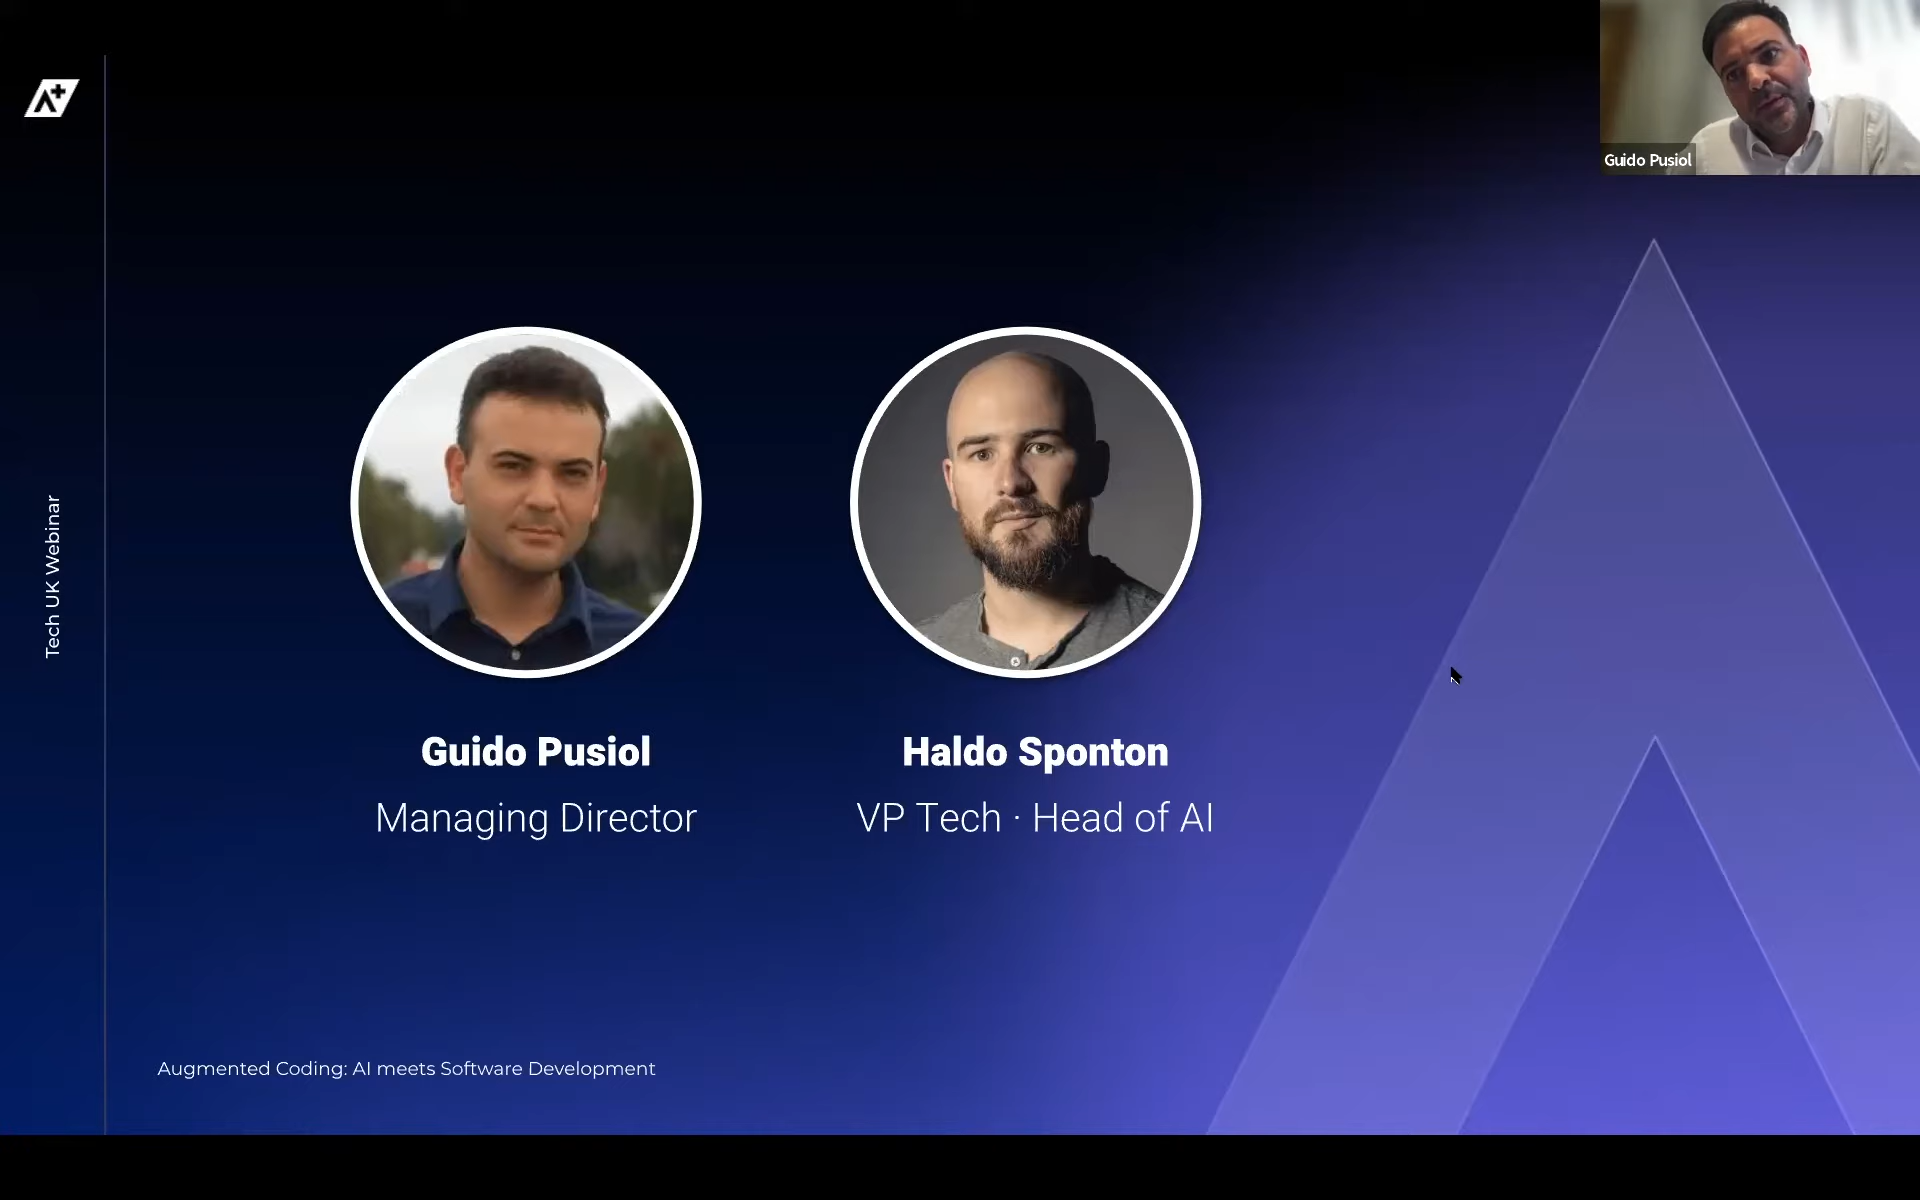 Guido Pusiol
Tech UK Webinar
Guido Pusiol
Managing Director
Haldo Sponton
VP Tech · Head of AI
Augmented Coding: AI meets Software Development